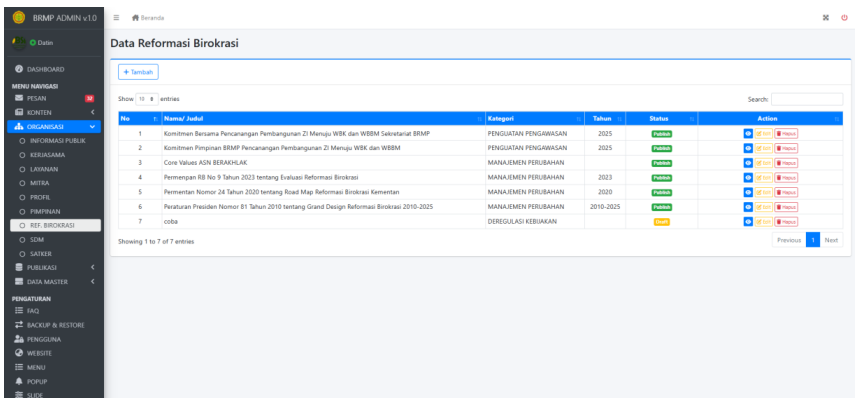 BRMP ADMIN v.1.0
Beranda
Datin
DASHBOARD
MENU NAVIGASI
PESAN
KONTEN
ORGANISASI
INFORMASI PUBLIK
KERJASAMA
LAYANAN
MITRA
PROFIL
PIMPINAN
REF. BIROKRASI
SDM
SATKER
PUBLIKASI
DATA MASTER
PENGATURAN
FAQ
BACKUP & RESTORE
PENGGUNA
WEBSITE
MENU
POPUP
SLIDE
Data Reformasi Birokrasi
+ Tambah
Show 10 entries
Search:
No Nama/ Judul Kategori Tahun Status Action
1 Komitmen Bersama Pencanangan Pembangunan ZI Menuju WBK dan WBBM Sekretariat BRMP PENGUATAN PENGAWASAN 2025 Publish Edit Hapus
2 Komitmen Pimpinan BRMP Pencanangan Pembangunan ZI Menuju WBK dan WBBM PENGUATAN PENGAWASAN 2025 Publish Edit Hapus
3 Core Values ASN BERAKHLAK MANAJEMEN PERUBAHAN Publish Edit Hapus
4 Permenpan RB No 9 Tahun 2023 tentang Evaluasi Reformasi Birokrasi MANAJEMEN PERUBAHAN 2023 Publish Edit Hapus
5 Permentan Nomor 24 Tahun 2020 tentang Road Map Reformasi Birokrasi Kementan MANAJEMEN PERUBAHAN 2020 Publish Edit Hapus
6 Peraturan Presiden Nomor 81 Tahun 2010 tentang Grand Design Reformasi Birokrasi 2010-2025 MANAJEMEN PERUBAHAN 2010-2025 Publish Edit Hapus
7 coba DEREGULASI KEBIJAKAN Draft Edit Hapus
Showing 1 to 7 of 7 entries
Previous 1 Next